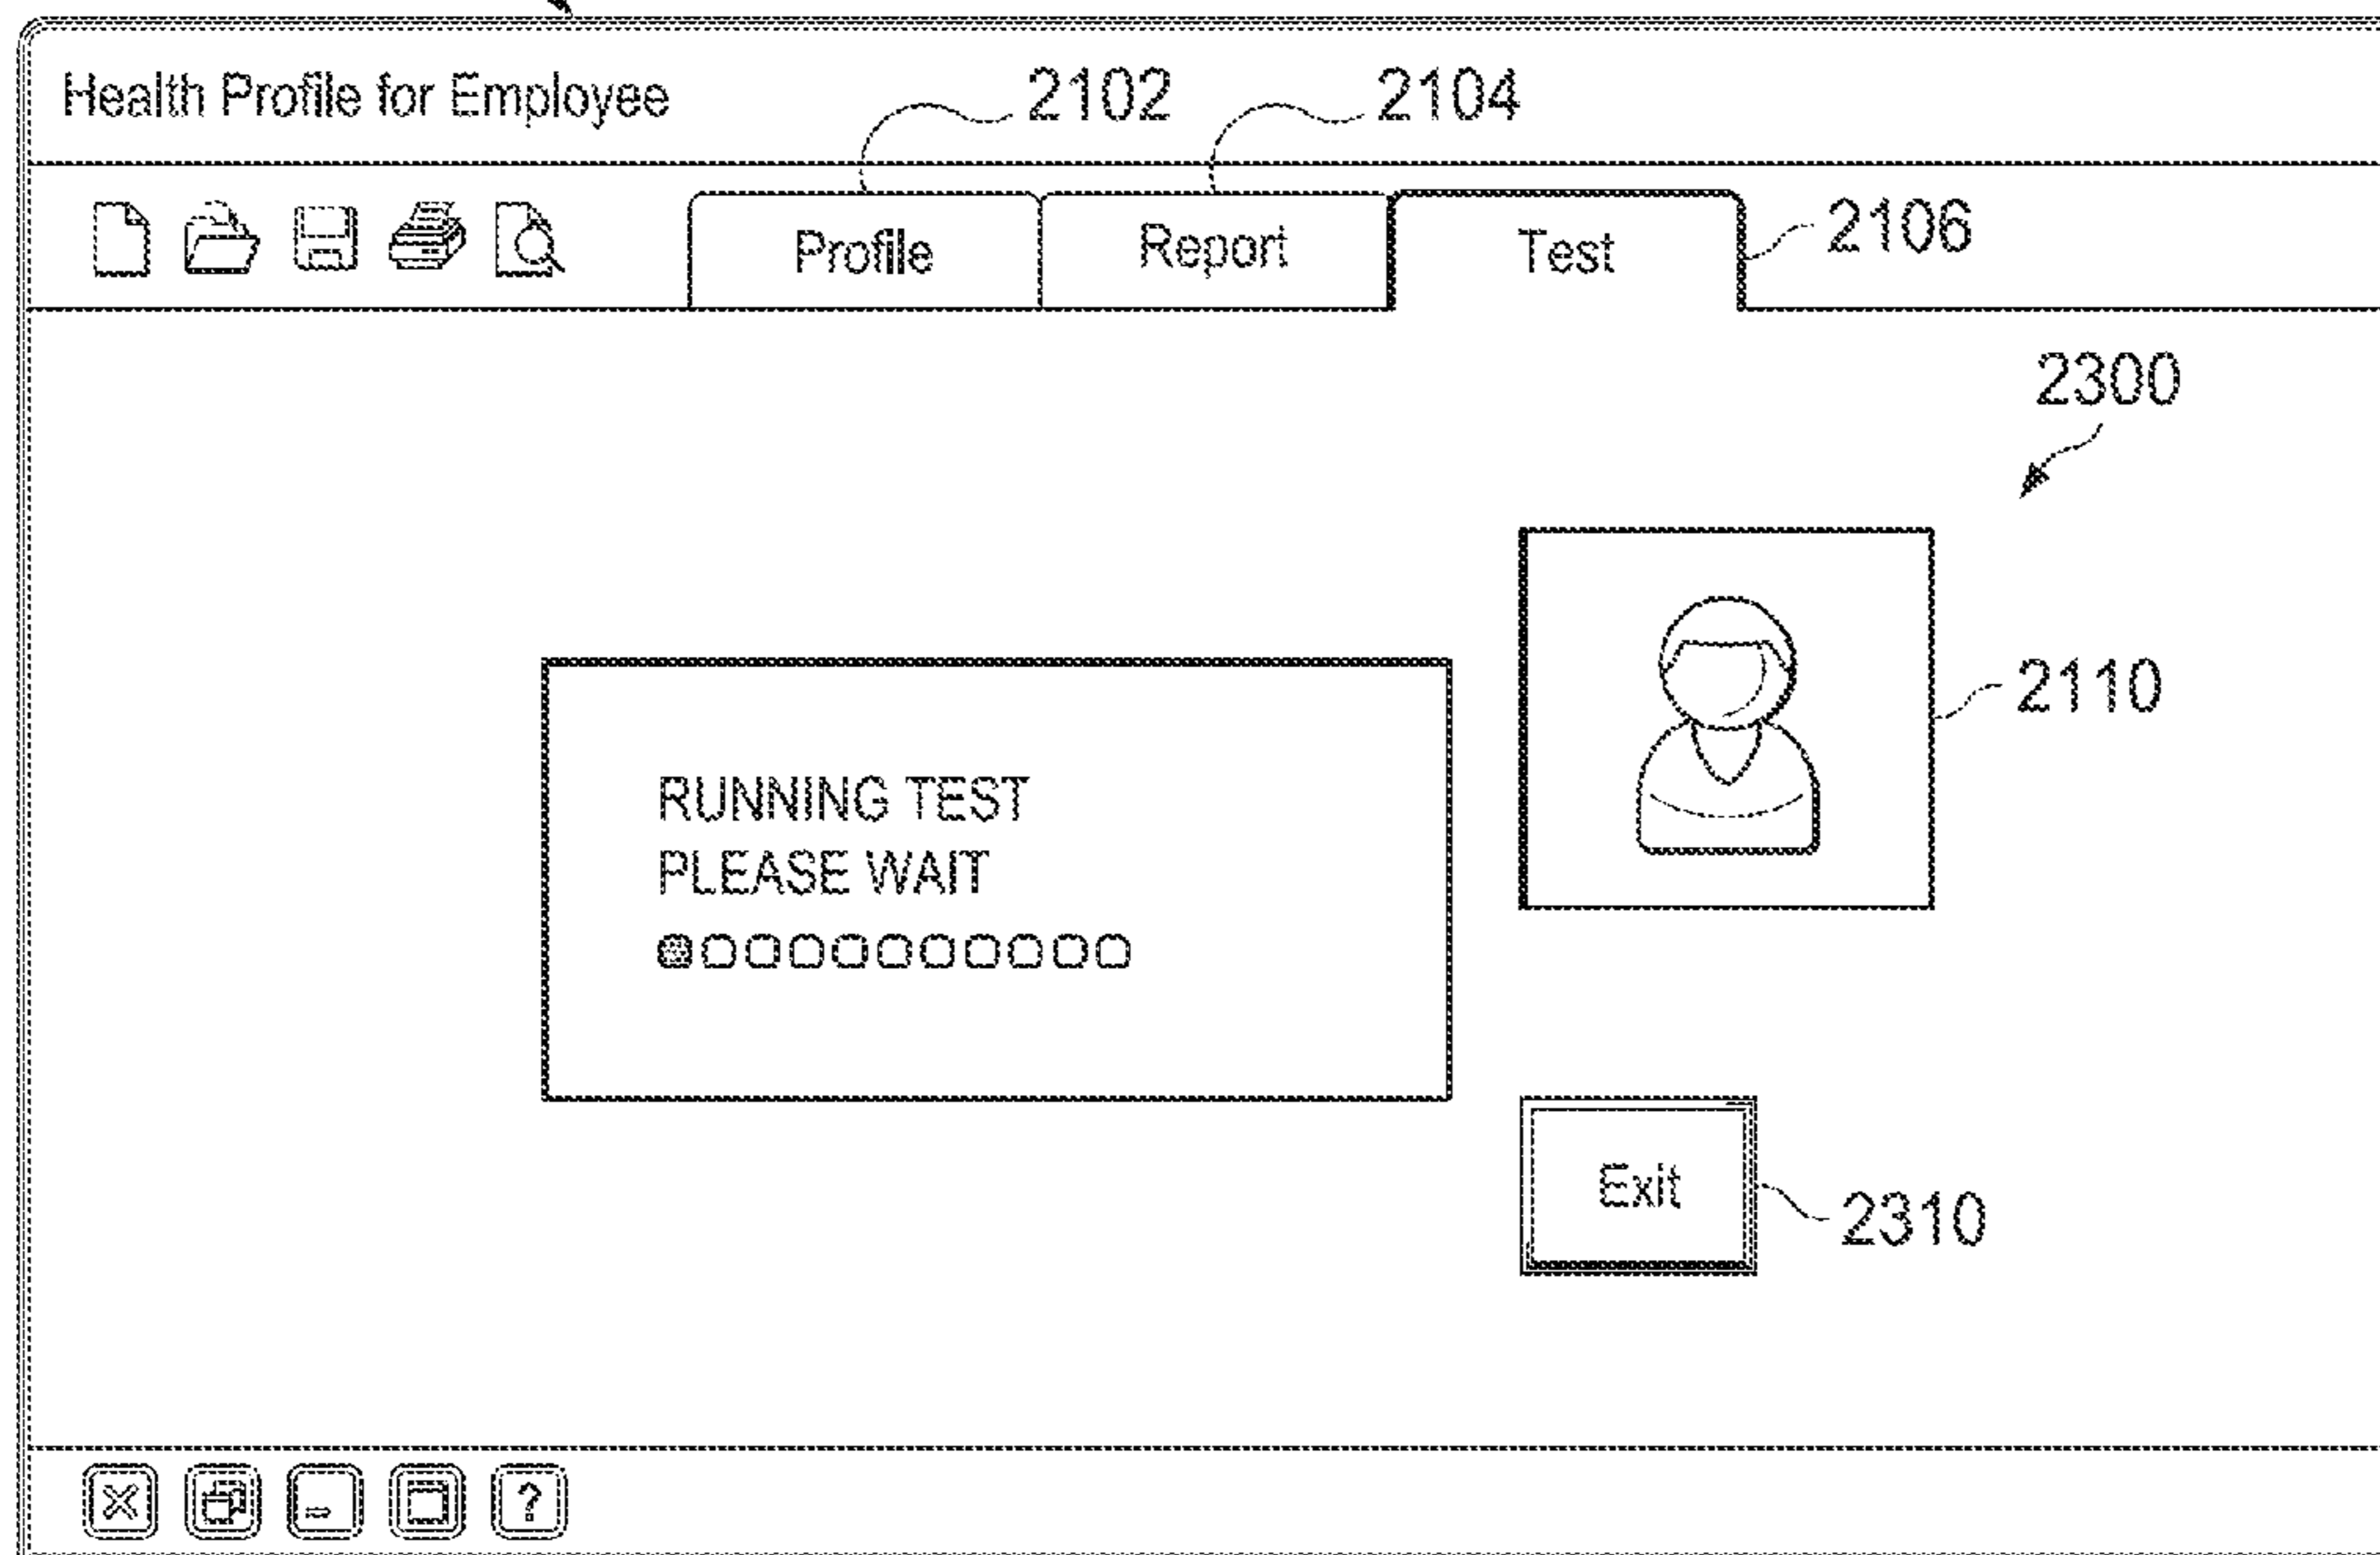 Health Profile for Employee 2102 2104
Profile Report Test 2106
2300
2110
RUNNING TEST
PLEASE WAIT
Exit 2310
?